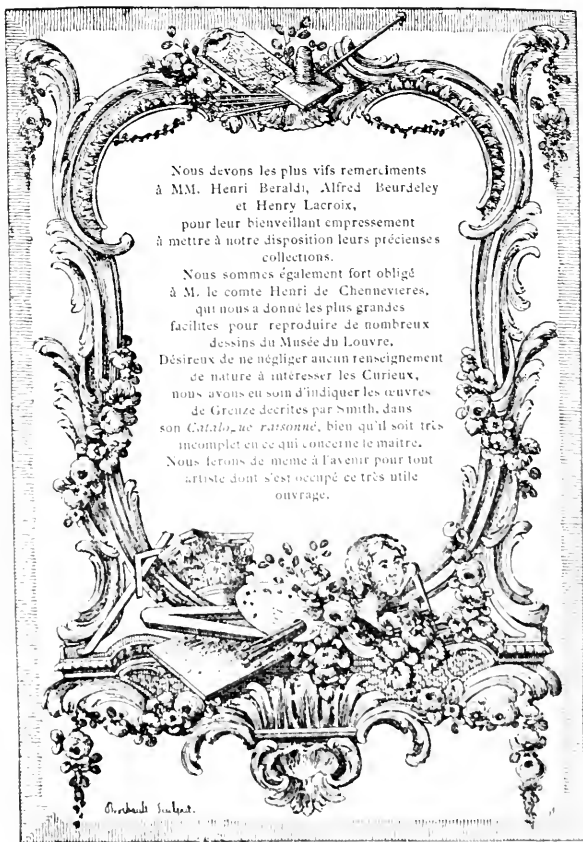 Nous devons les plus vifs remercîments
à MM. Henri Beraldi, Alfred Beurdeley
et Henry Lacroix,
pour leur bienveillant empressement
à mettre à notre disposition leurs précieuses
collections.
Nous sommes également fort obligé
à M. le comte Henri de Chennevières,
qui nous a donné les plus grandes
facilités pour reproduire de nombreux
dessins du Musée du Louvre.
Désireux de ne négliger aucun renseignement
de nature à intéresser les Curieux,
nous avons eu soin d'indiquer les œuvres
de Greuze décrites par Smith, dans
son Catalogue raisonné, bien qu'il soit très
incomplet en ce qui concerne le maître.
Nous ferons de même à l'avenir pour tout
artiste dont s'est occupé ce très utile
ouvrage.
Sculpsit.